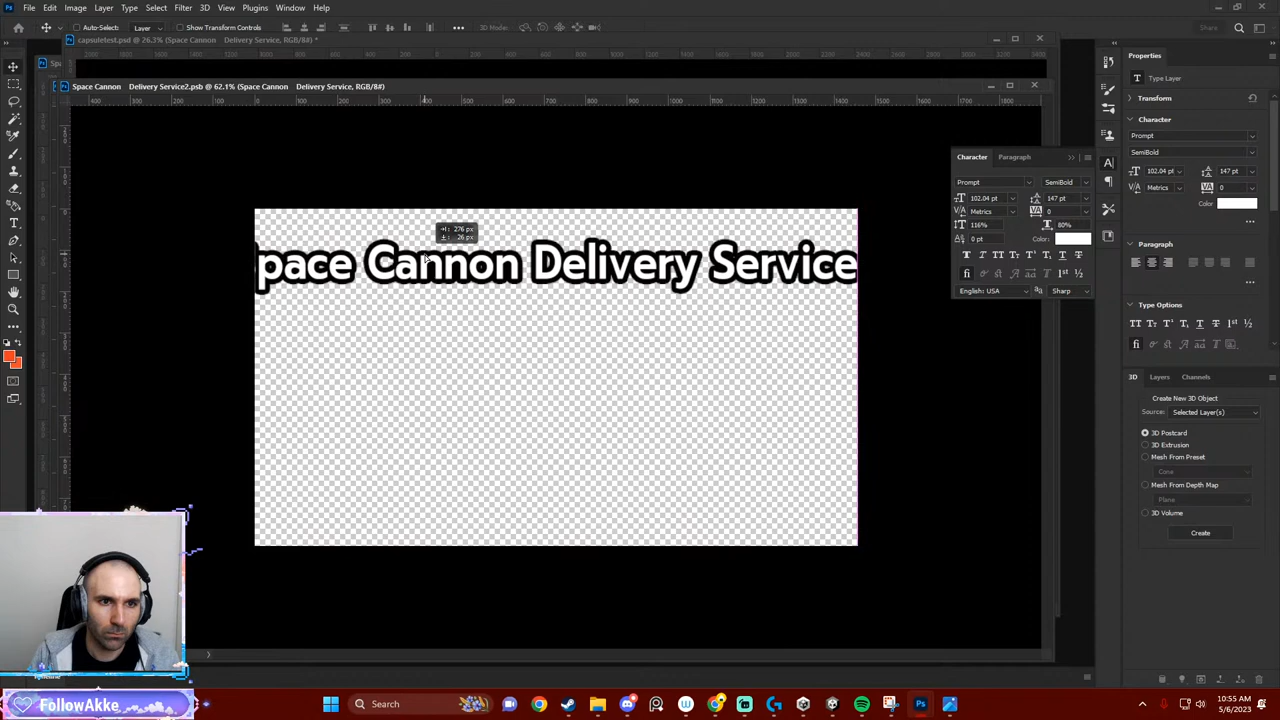 File Edit Image Layer Type Select Filter 3D View Plugins Window Help
Auto-Select: Layer Show Transform Controls 3D Mode: Share
capsuletest.psd @ 26.3% (Space Cannon Delivery Service, RGB/8#) *
Space Cannon Delivery Service2.psb @ 62.1% (Space Cannon Delivery Service, RGB/8#)
pace Cannon Delivery Service
276 px
26 px
Character Paragraph
Prompt SemiBold
102.04 pt 147 pt
Metrics 0
116% 80%
0 pt Color:
English: USA Sharp
Properties
Type Layer
Transform
Character
Prompt
SemiBold
102.04 pt 147 pt
Metrics 0
Color
Paragraph
Type Options
3D Layers Channels
Create New 3D Object
Source: Selected Layer(s)
3D Postcard
3D Extrusion
Mesh From Preset
Cone
Mesh From Depth Map
Plane
3D Volume
Create
FollowAkke
Search
10:55 AM
5/6/2023